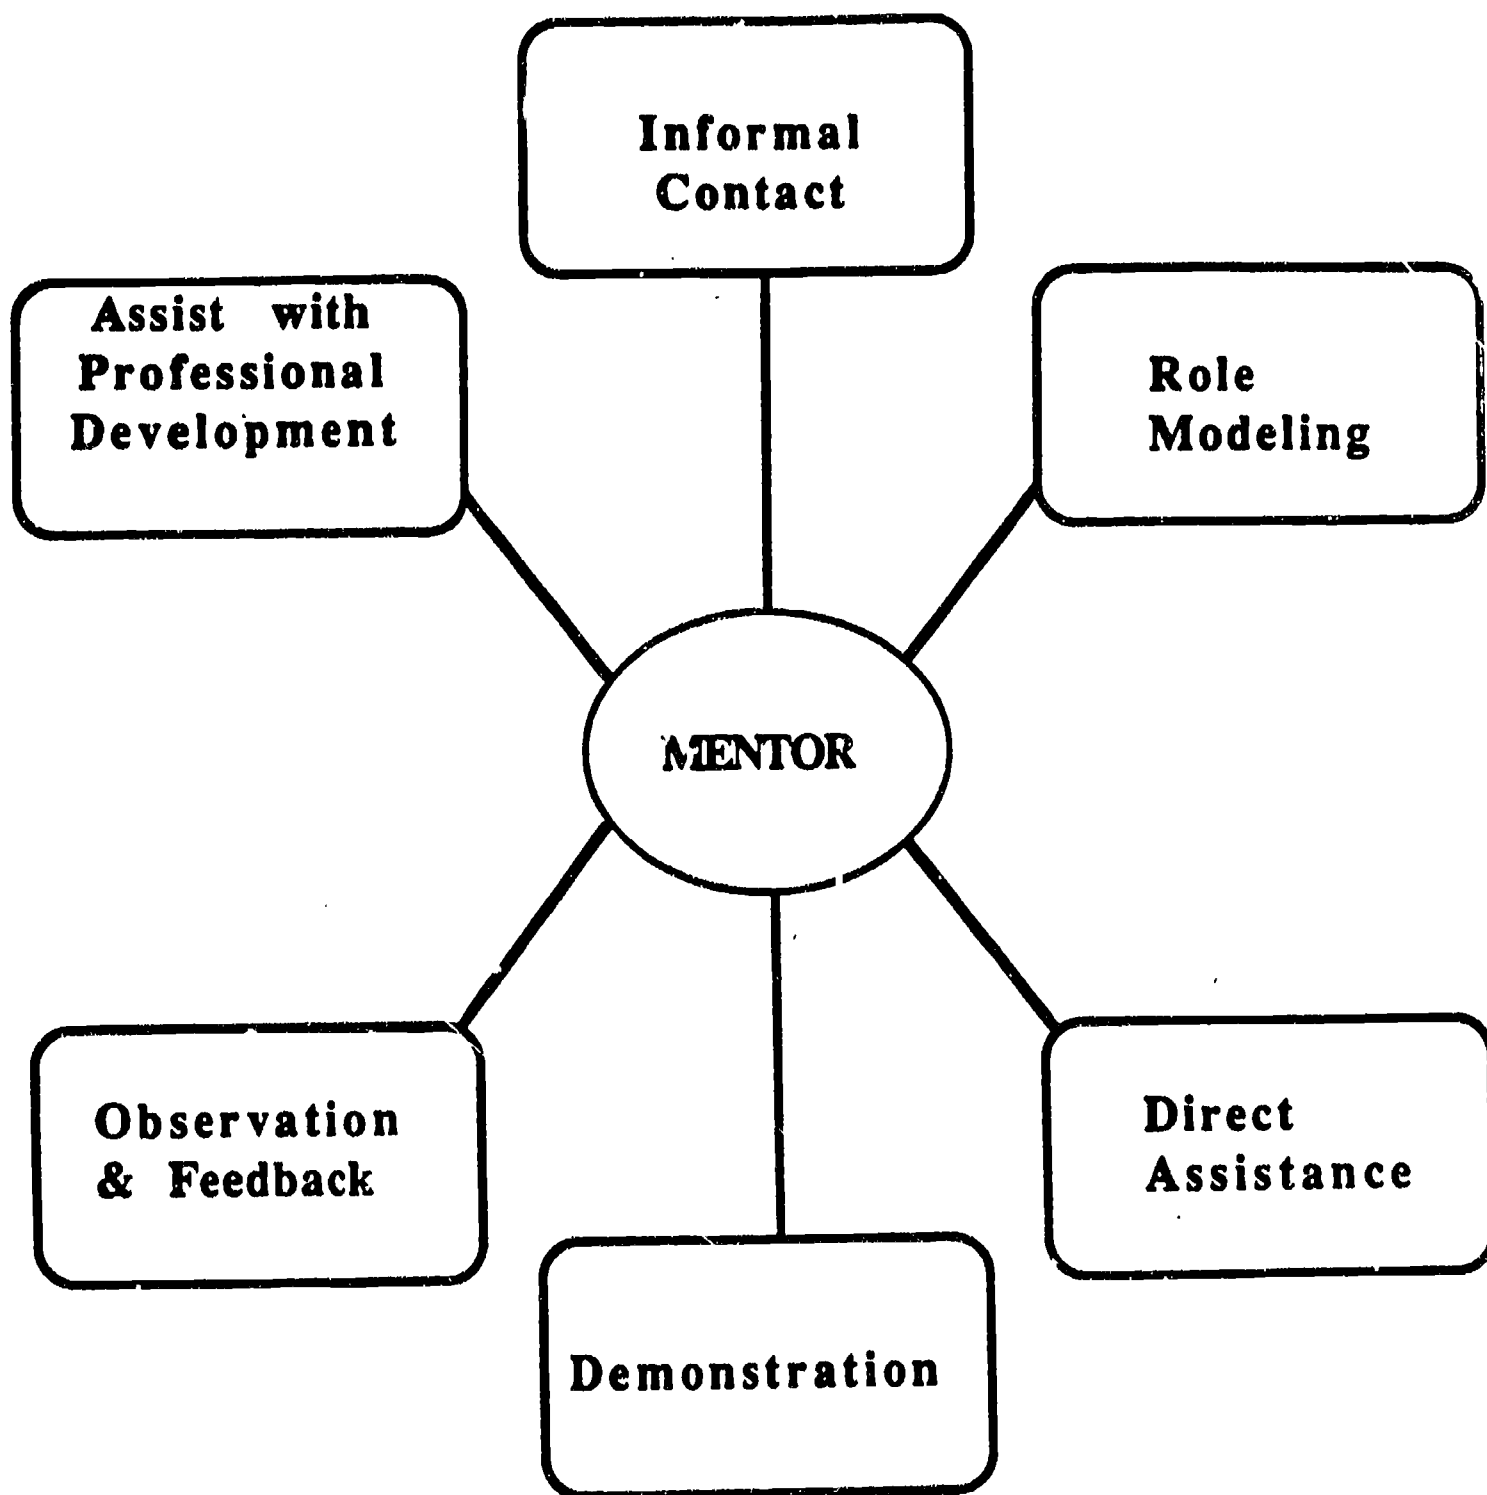 Informal
Contact
Assist with
Professional
Development
Role
Modeling
MENTOR
Observation
& Feedback
Direct
Assistance
Demonstration